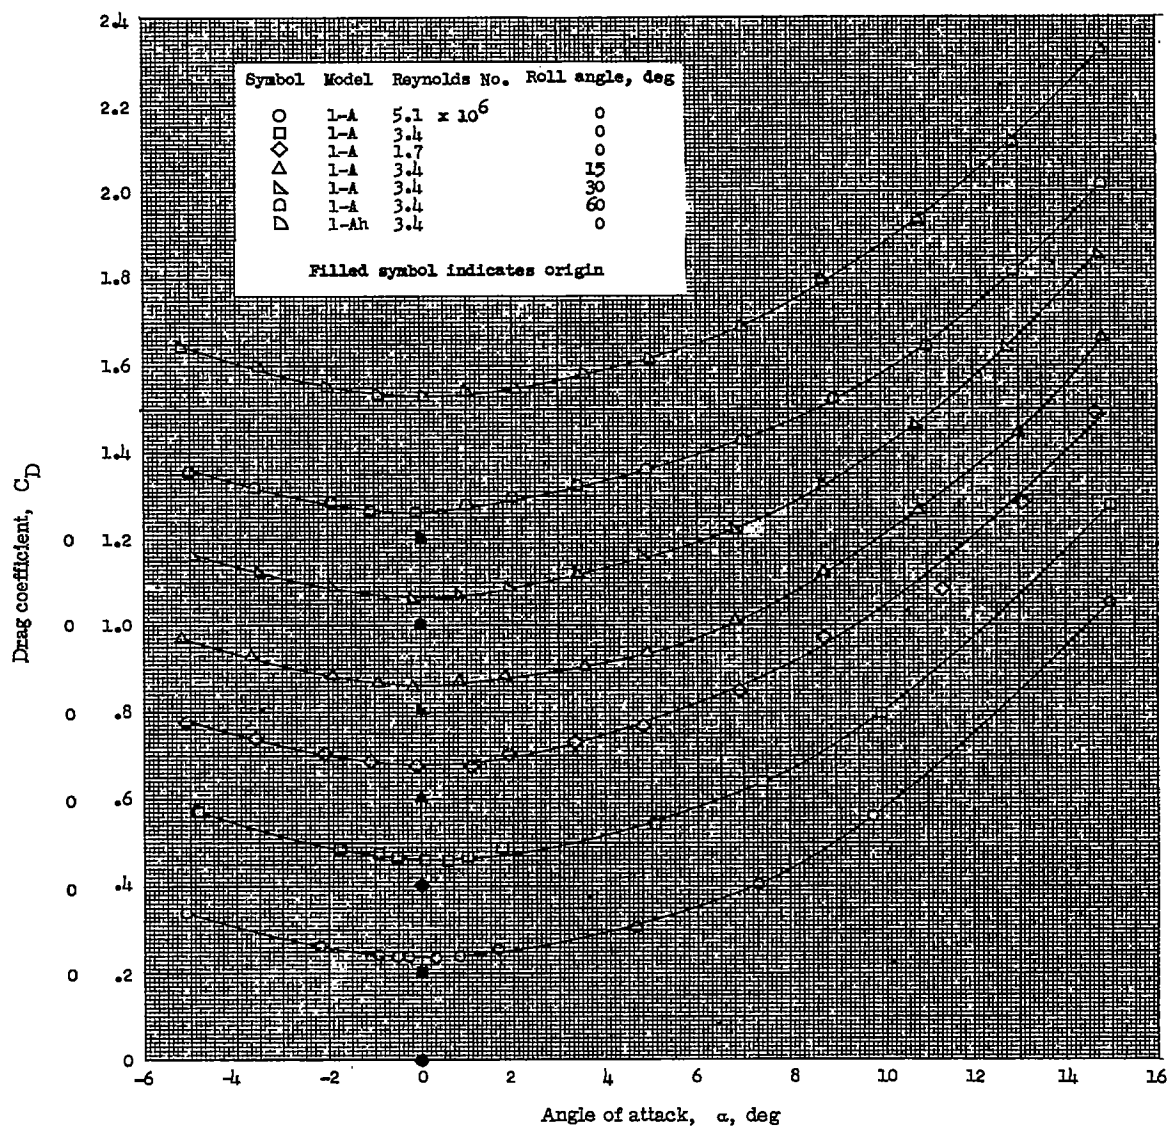 2.4
2.2
2.0
1.8
1.6
1.4
0 1.2
0 1.0
0 .8
0 .6
0 .4
0 .2
0
Drag coefficient, C_D
Symbol Model Reynolds No. Roll angle, deg
1-A 5.1 x 10^6 0
1-A 3.4 0
1-A 1.7 0
1-A 3.4 15
1-A 3.4 30
1-A 3.4 60
1-Ah 3.4 0
Filled symbol indicates origin
-6 -4 -2 0 2 4 6 8 10 12 14 16
Angle of attack, α, deg